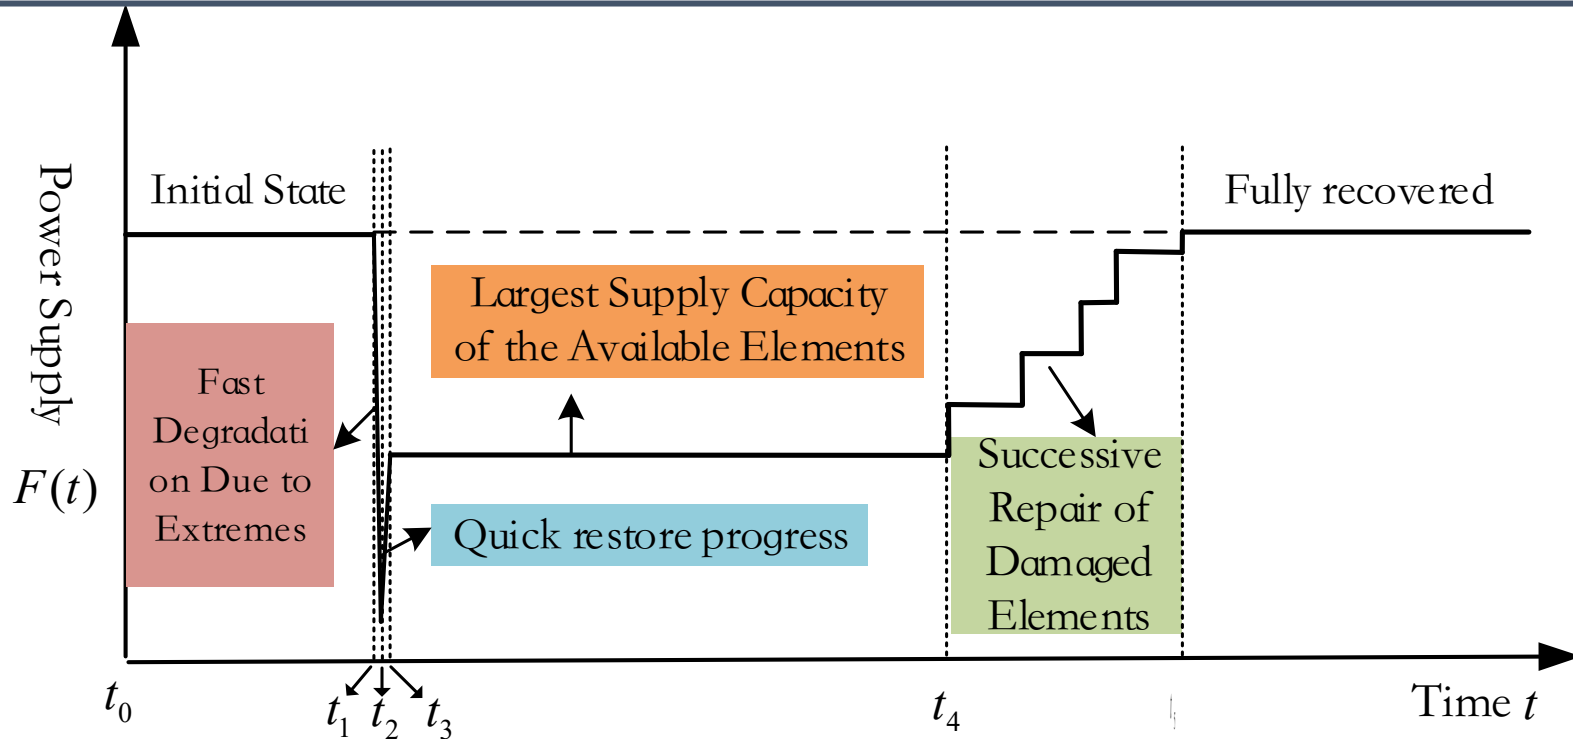 Power Supply
F(t)
Initial State
Fully recovered
Largest Supply Capacity
of the Available Elements
Fast
Degradati
on Due to
Extremes
Quick restore progress
Successive
Repair of
Damaged
Elements
t0
t1
t2
t3
t4
Time t